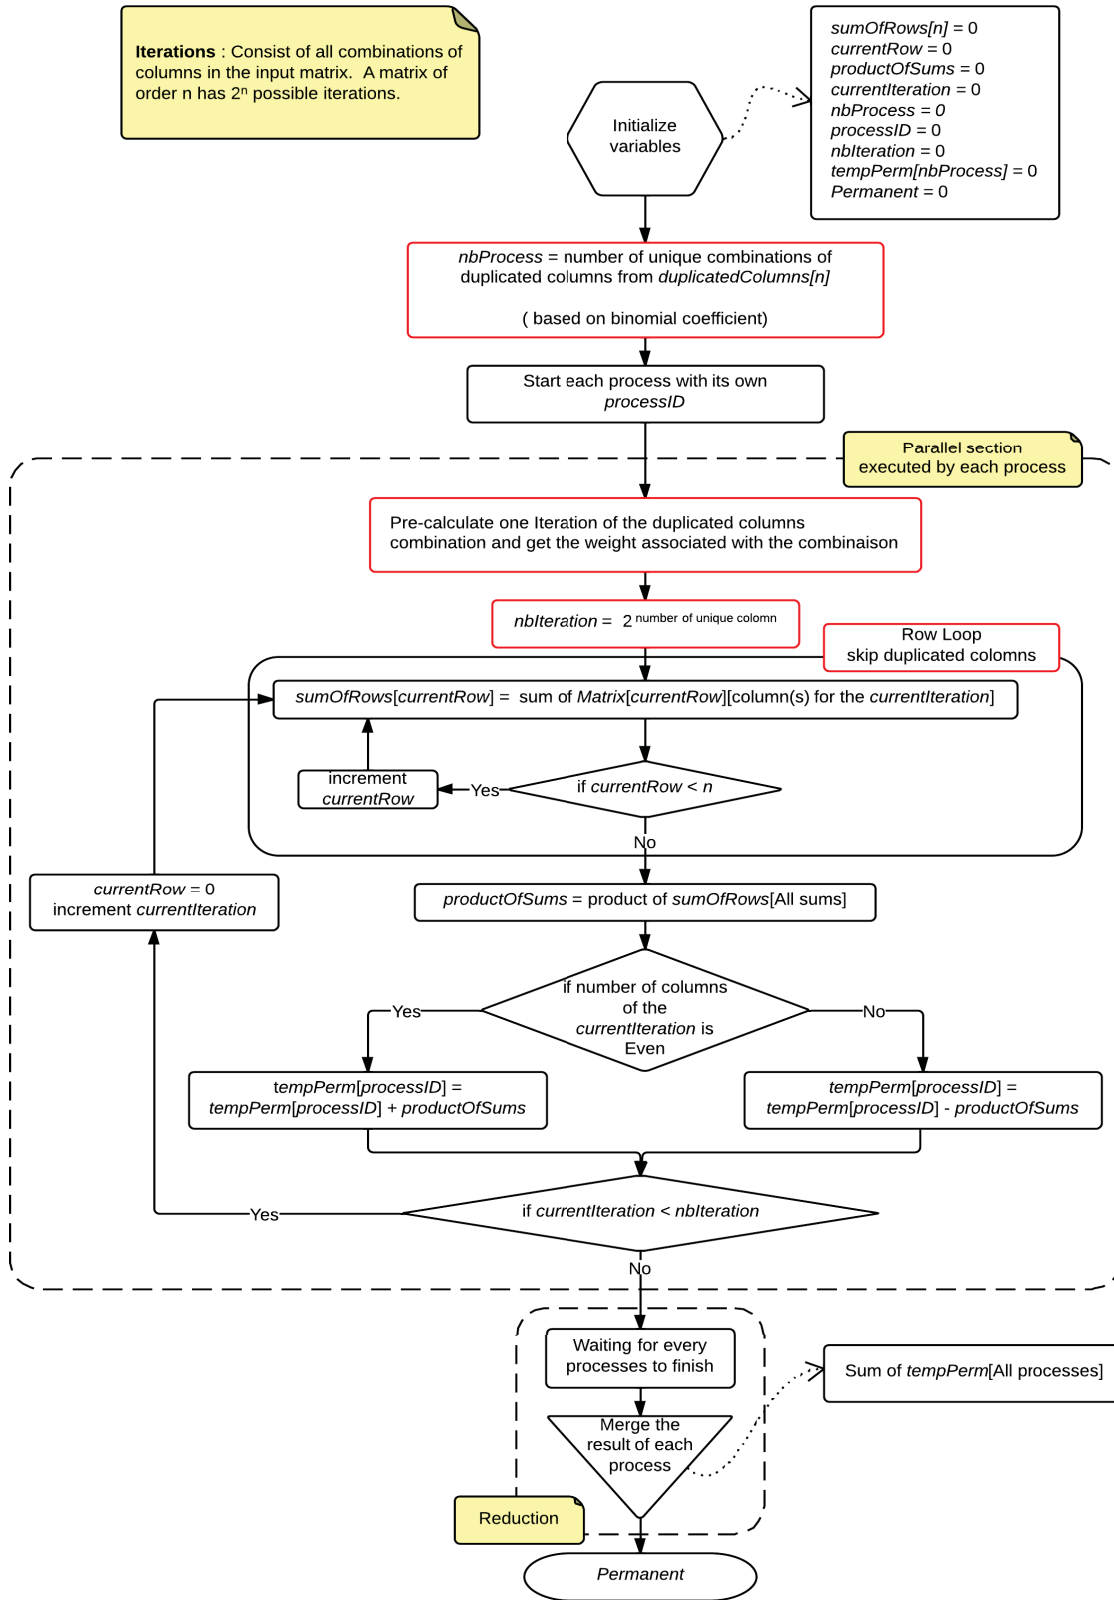 Iterations : Consist of all combinations of
columns in the input matrix.  A matrix of
order n has 2ⁿ possible iterations.
sumOfRows[n] = 0
currentRow = 0
productOfSums = 0
currentIteration = 0
nbProcess = 0
processID = 0
nbIteration = 0
tempPerm[nbProcess] = 0
Permanent = 0
Initialize
variables
nbProcess = number of unique combinations of
duplicated columns from duplicatedColumns[n]
( based on binomial coefficient)
Start each process with its own
processID
Parallel section
executed by each process
Pre-calculate one Iteration of the duplicated columns
combination and get the weight associated with the combinaison
nbIteration =  2 number of unique colomn
Row Loop
skip duplicated coloms
sumOfRows[currentRow] =  sum of Matrix[currentRow][column(s) for the currentIteration]
if currentRow < n
Yes
increment
currentRow
No
currentRow = 0
increment currentIteration
productOfSums = product of sumOfRows[All sums]
if number of columns
of the
currentIteration is
Even
Yes
No
tempPerm[processID] =
tempPerm[processID] + productOfSums
tempPerm[processID] =
tempPerm[processID] - productOfSums
if currentIteration < nbIteration
Yes
No
Waiting for every
processes to finish
Sum of tempPerm[All processes]
Merge the
result of each
process
Reduction
Permanent